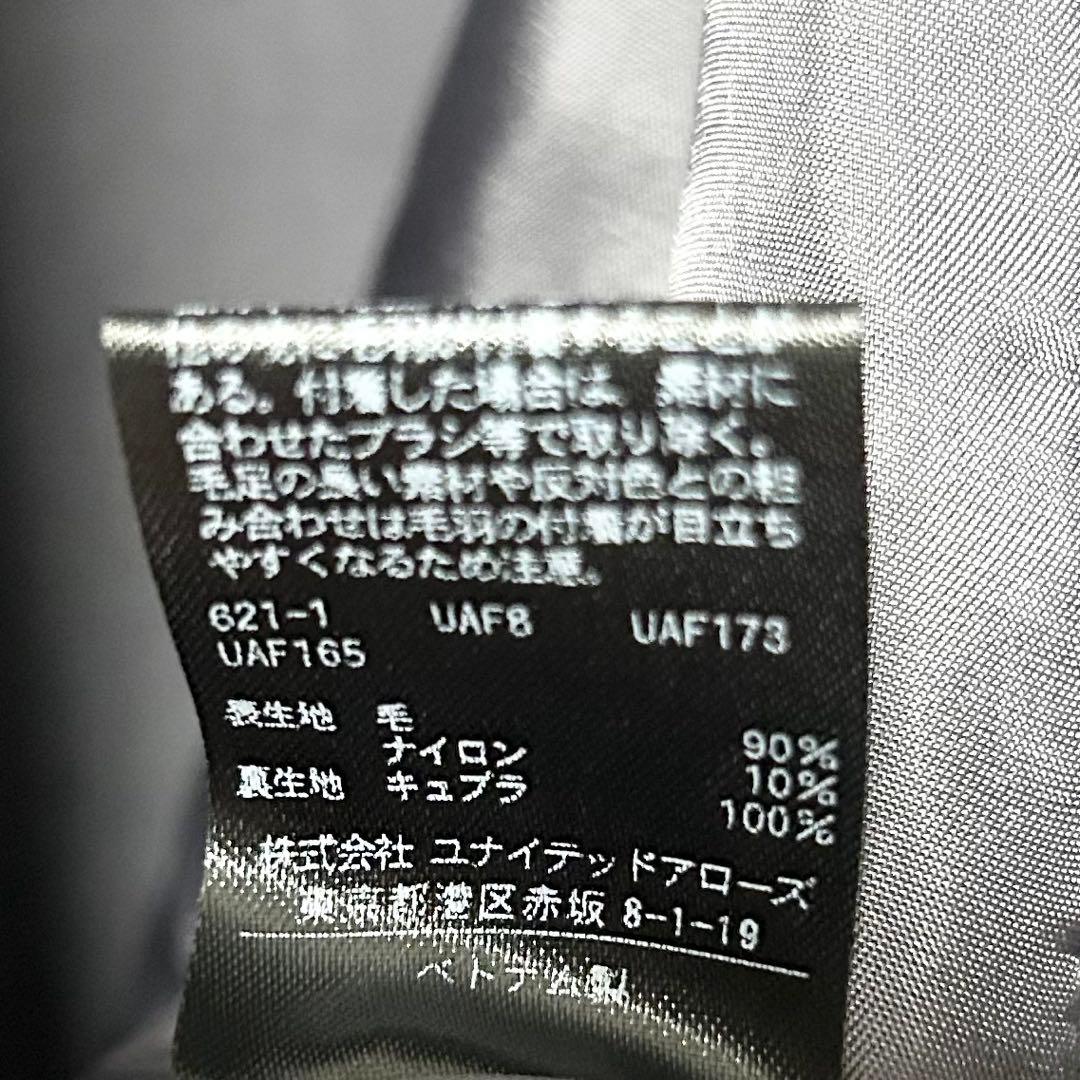 ある。付着した場合は、素材に
合わせたブラシ等で取り除く。
毛足の長い素材や反対色との組
み合わせは毛羽の付着が目立ち
やすくなるため注意。
621-1 UAF8 UAF173
UAF165
表生地 毛 90%
ナイロン 10%
裏生地 キュプラ 100%
株式会社 ユナイテッドアローズ
東京都港区赤坂 8-1-19
ベトナム製